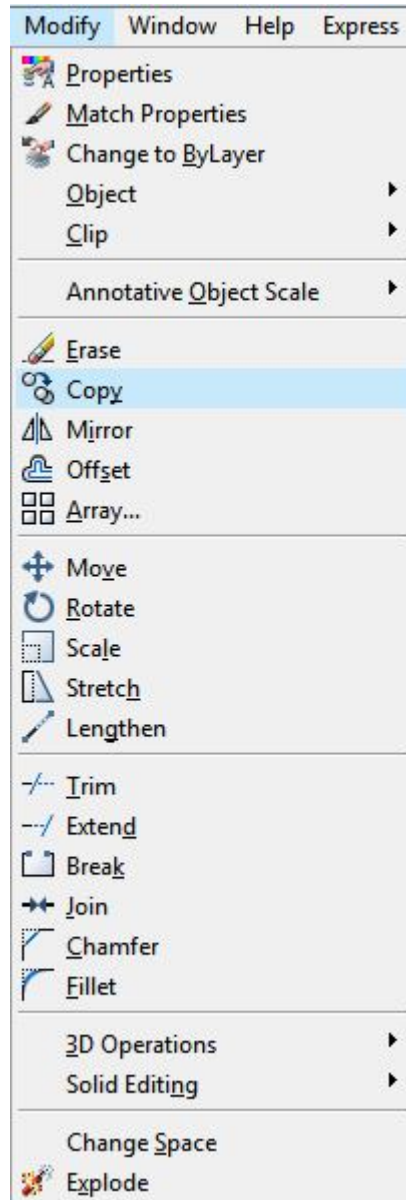 Modify Window Help Express
Properties
Match Properties
Change to ByLayer
Object
Clip
Annotative Object Scale
Erase
Copy
Mirror
Offset
Array...
Move
Rotate
Scale
Stretch
Lengthen
Trim
Extend
Break
Join
Chamfer
Fillet
3D Operations
Solid Editing
Change Space
Explode